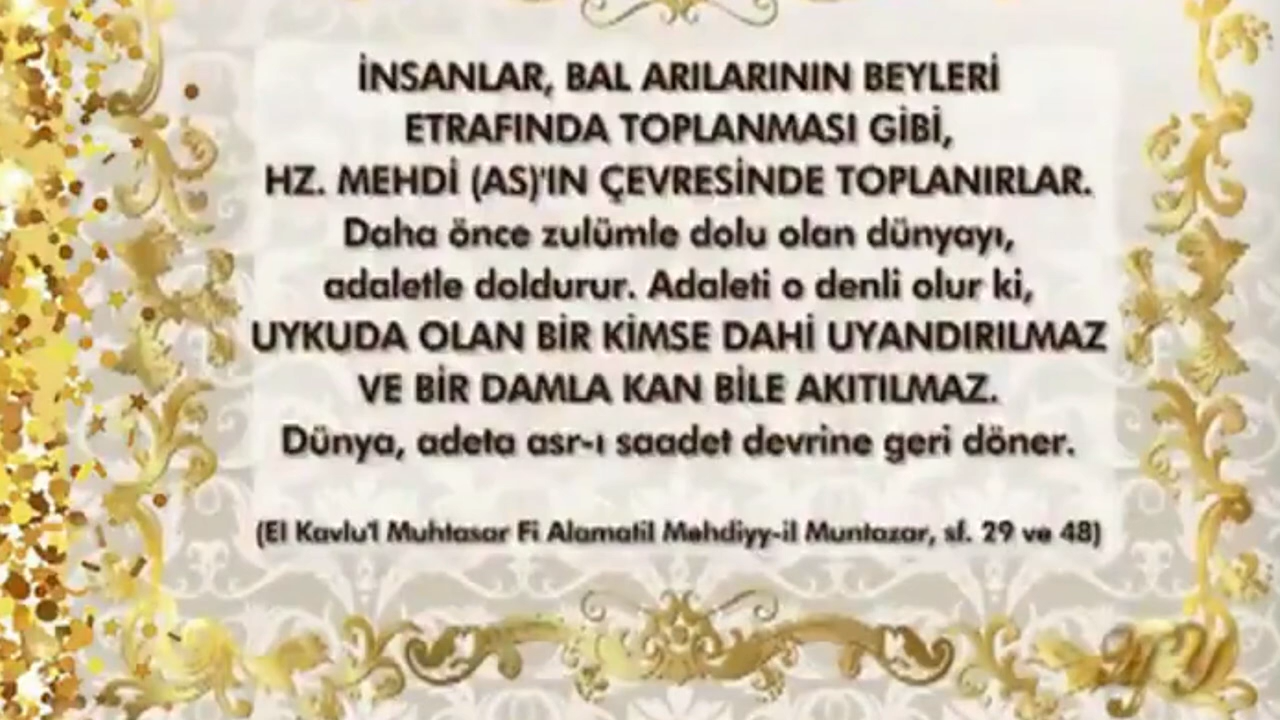 İNSANLAR, BAL ARILARININ BEYLERİ
ETRAFINDA TOPLANMASI GİBİ,
HZ. MEHDİ (AS)'IN ÇEVRESİNDE TOPLANIRLAR.
Daha önce zulümle dolu olan dünyayı,
adaletle doldurur. Adaleti o denli olur ki,
UYKUDA OLAN BİR KİMSE DAHİ UYANDIRILMAZ
VE BİR DAMLA KAN BİLE AKITILMAZ.
Dünya, adeta asr-ı saadet devrine geri döner.
(El Kavlu'l Muhtasar Fi Alamatil Mehdiyy-il Muntazar, sf. 29 ve 48)